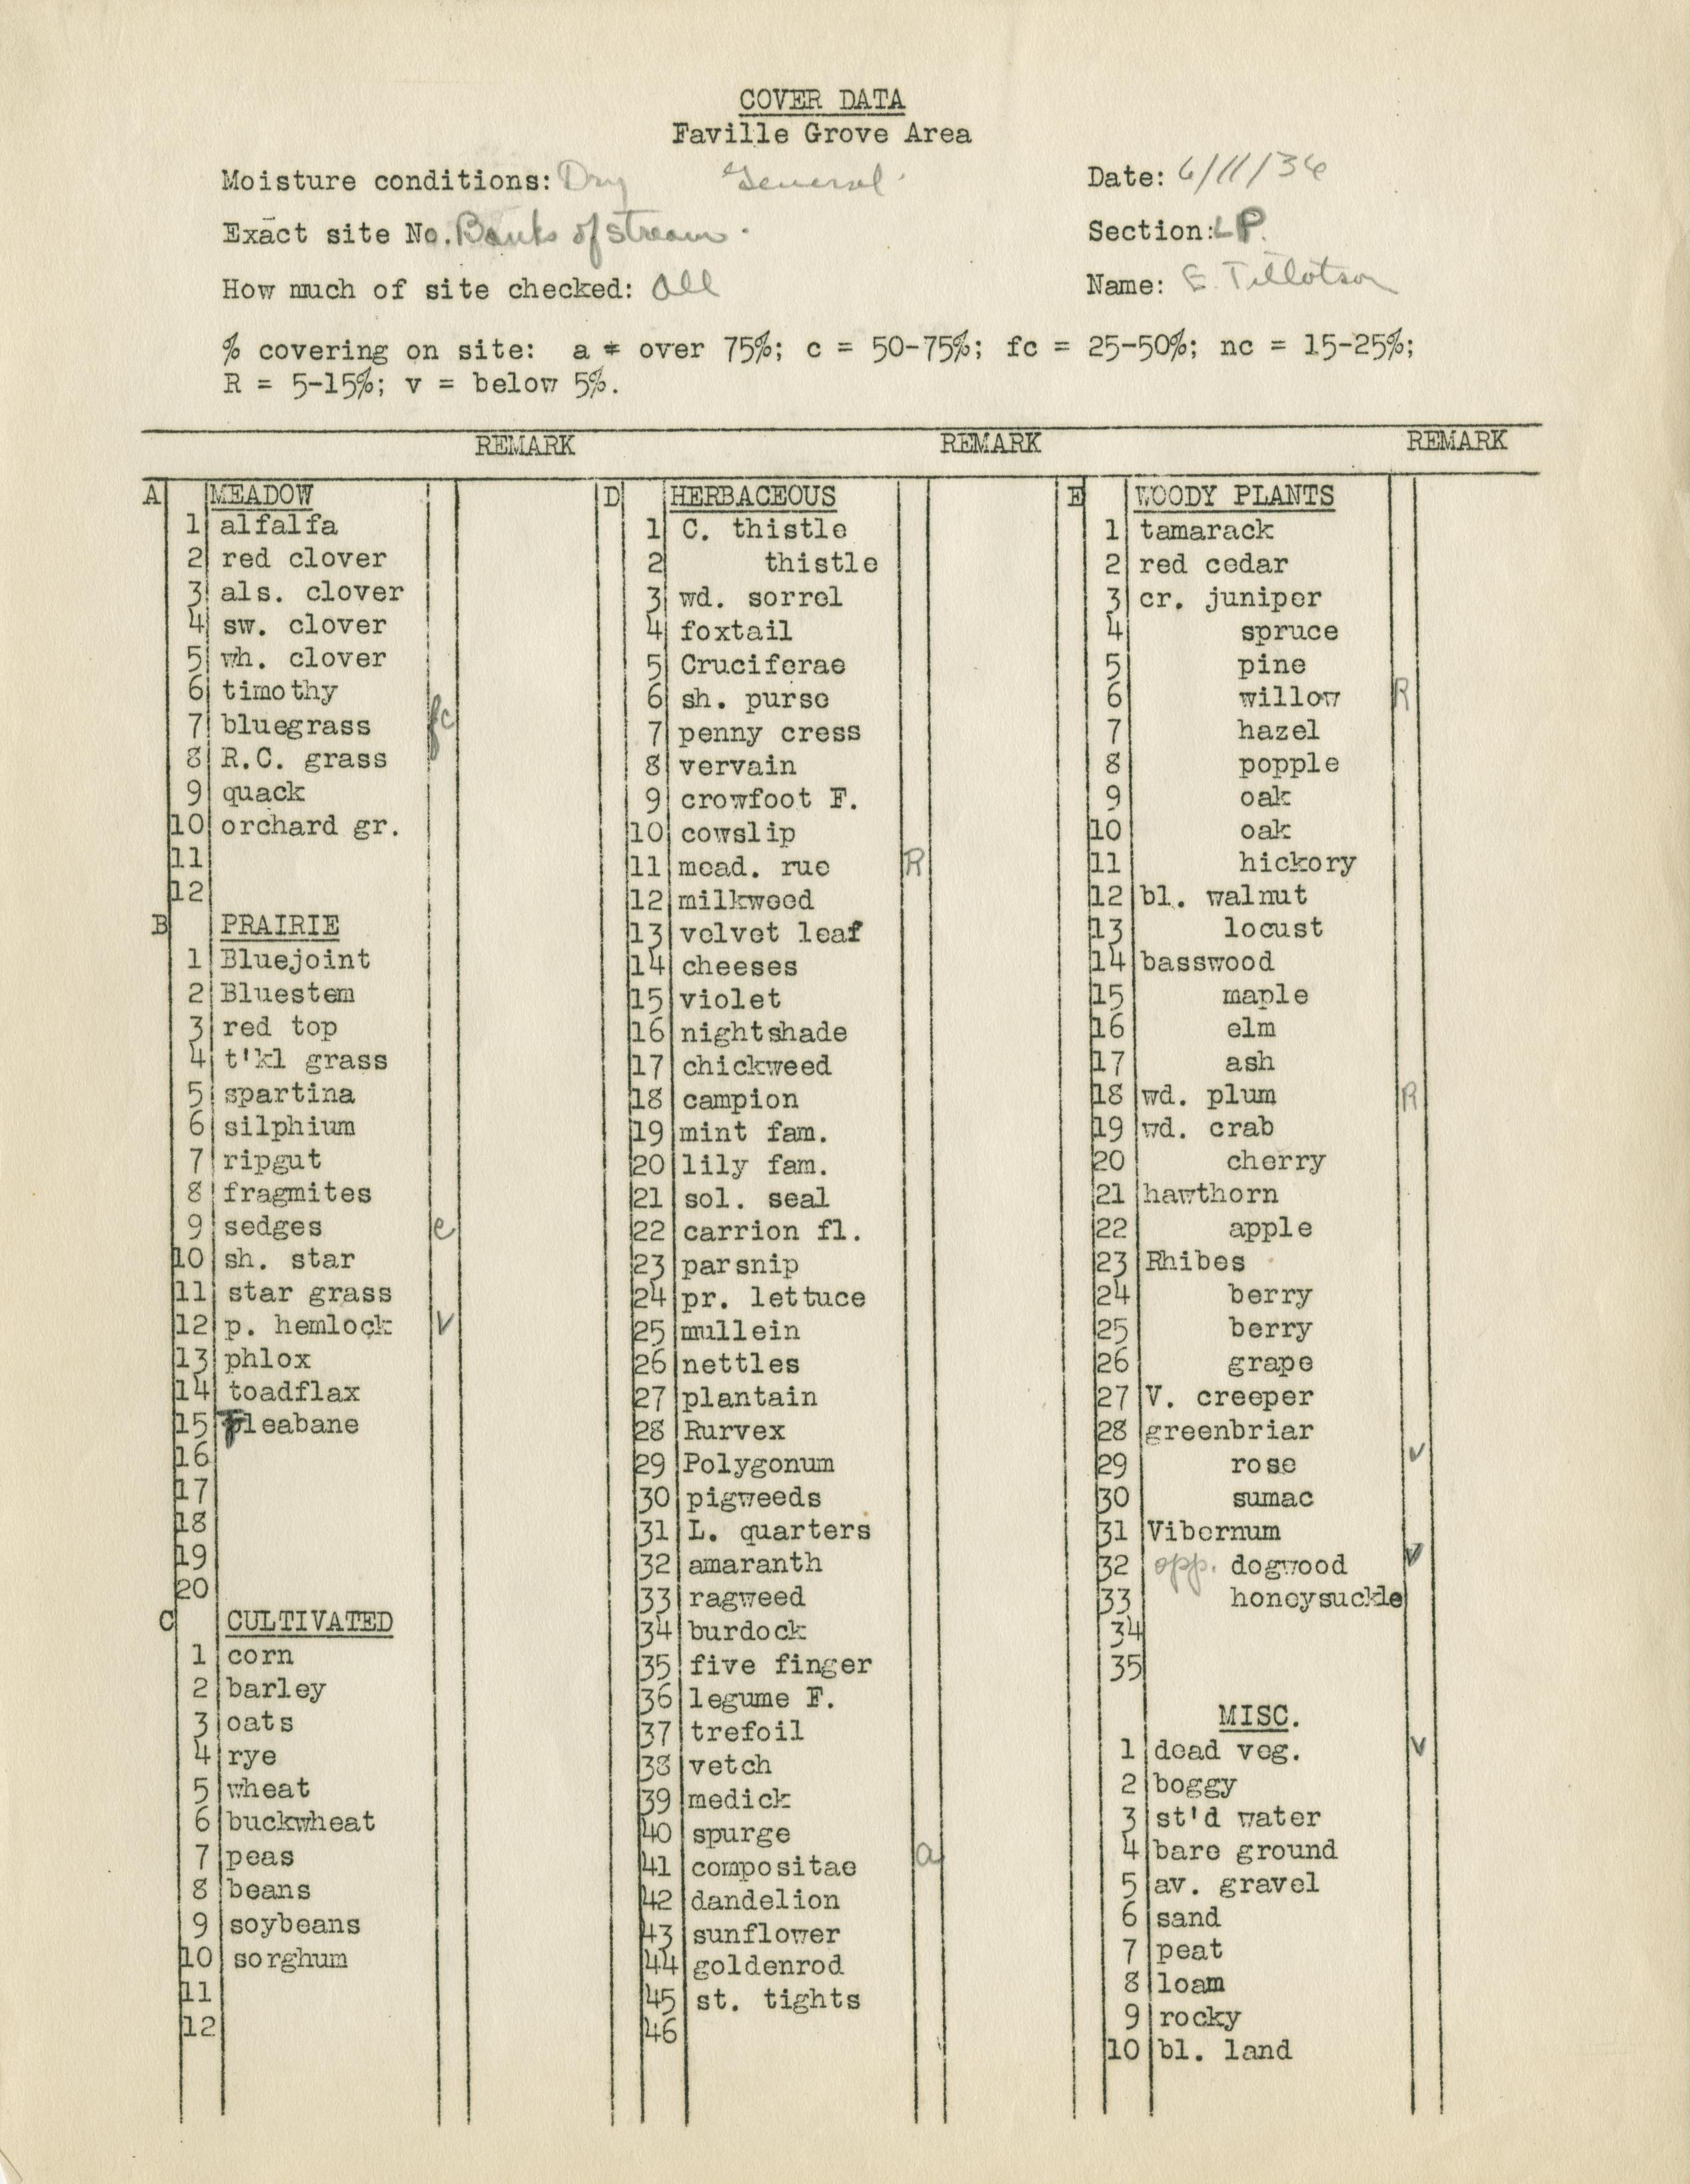 COVER DATA
Faville Grove Area
Moisture conditions: Dry General Date: 6/11/36
Exact site No. Banks of stream. Section: LP.
How much of site checked: All Name: E. Tillotson
% covering on site: a = over 75%; c = 50-75%; fc = 25-50%; nc = 15-25%;
R = 5-15%; v = below 5%.
REMARK REMARK REMARK
A MEADOW
1 alfalfa
2 red clover
3 als. clover
4 sw. clover
5 wh. clover
6 timothy
7 bluegrass fc
8 R.C. grass
9 quack
10 orchard gr.
11
12
B PRAIRIE
1 Bluejoint
2 Bluestem
3 red top
4 t'kl grass
5 spartina
6 silphium
7 ripgut
8 fragmites
9 sedges c
10 sh. star
11 star grass
12 p. hemlock v
13 phlox
14 toadflax
15 Fleabane
16
17
18
19
20
C CULTIVATED
1 corn
2 barley
3 oats
4 rye
5 wheat
6 buckwheat
7 peas
8 beans
9 soybeans
10 sorghum
11
12
D HERBACEOUS
1 C. thistle
2 thistle
3 wd. sorrel
4 foxtail
5 Cruciferae
6 sh. purse
7 penny cress
8 vervain
9 crowfoot F.
10 cowslip
11 mead. rue R
12 milkweed
13 velvet leaf
14 cheeses
15 violet
16 nightshade
17 chickweed
18 campion
19 mint fam.
20 lily fam.
21 sol. seal
22 carrion fl.
23 parsnip
24 pr. lettuce
25 mullein
26 nettles
27 plantain
28 Rurvex
29 Polygonum
30 pigweeds
31 L. quarters
32 amaranth
33 ragweed
34 burdock
35 five finger
36 legume F.
37 trefoil
38 vetch
39 medick
40 spurge
41 compositae a
42 dandelion
43 sunflower
44 goldenrod
45 st. tights
46
E WOODY PLANTS
1 tamarack
2 red cedar
3 cr. juniper
4 spruce
5 pine
6 willow R
7 hazel
8 popple
9 oak
10 oak
11 hickory
12 bl. walnut
13 locust
14 basswood
15 maple
16 elm
17 ash
18 wd. plum R
19 wd. crab
20 cherry
21 hawthorn
22 apple
23 Rhibes
24 berry
25 berry
26 grape
27 V. creeper
28 greenbriar
29 rose v
30 sumac
31 Vibernum
32 opp. dogwood v
33 honeysuckle
34
35
MISC.
1 dead veg. v
2 boggy
3 st'd water
4 bare ground
5 av. gravel
6 sand
7 peat
8 loam
9 rocky
10 bl. land